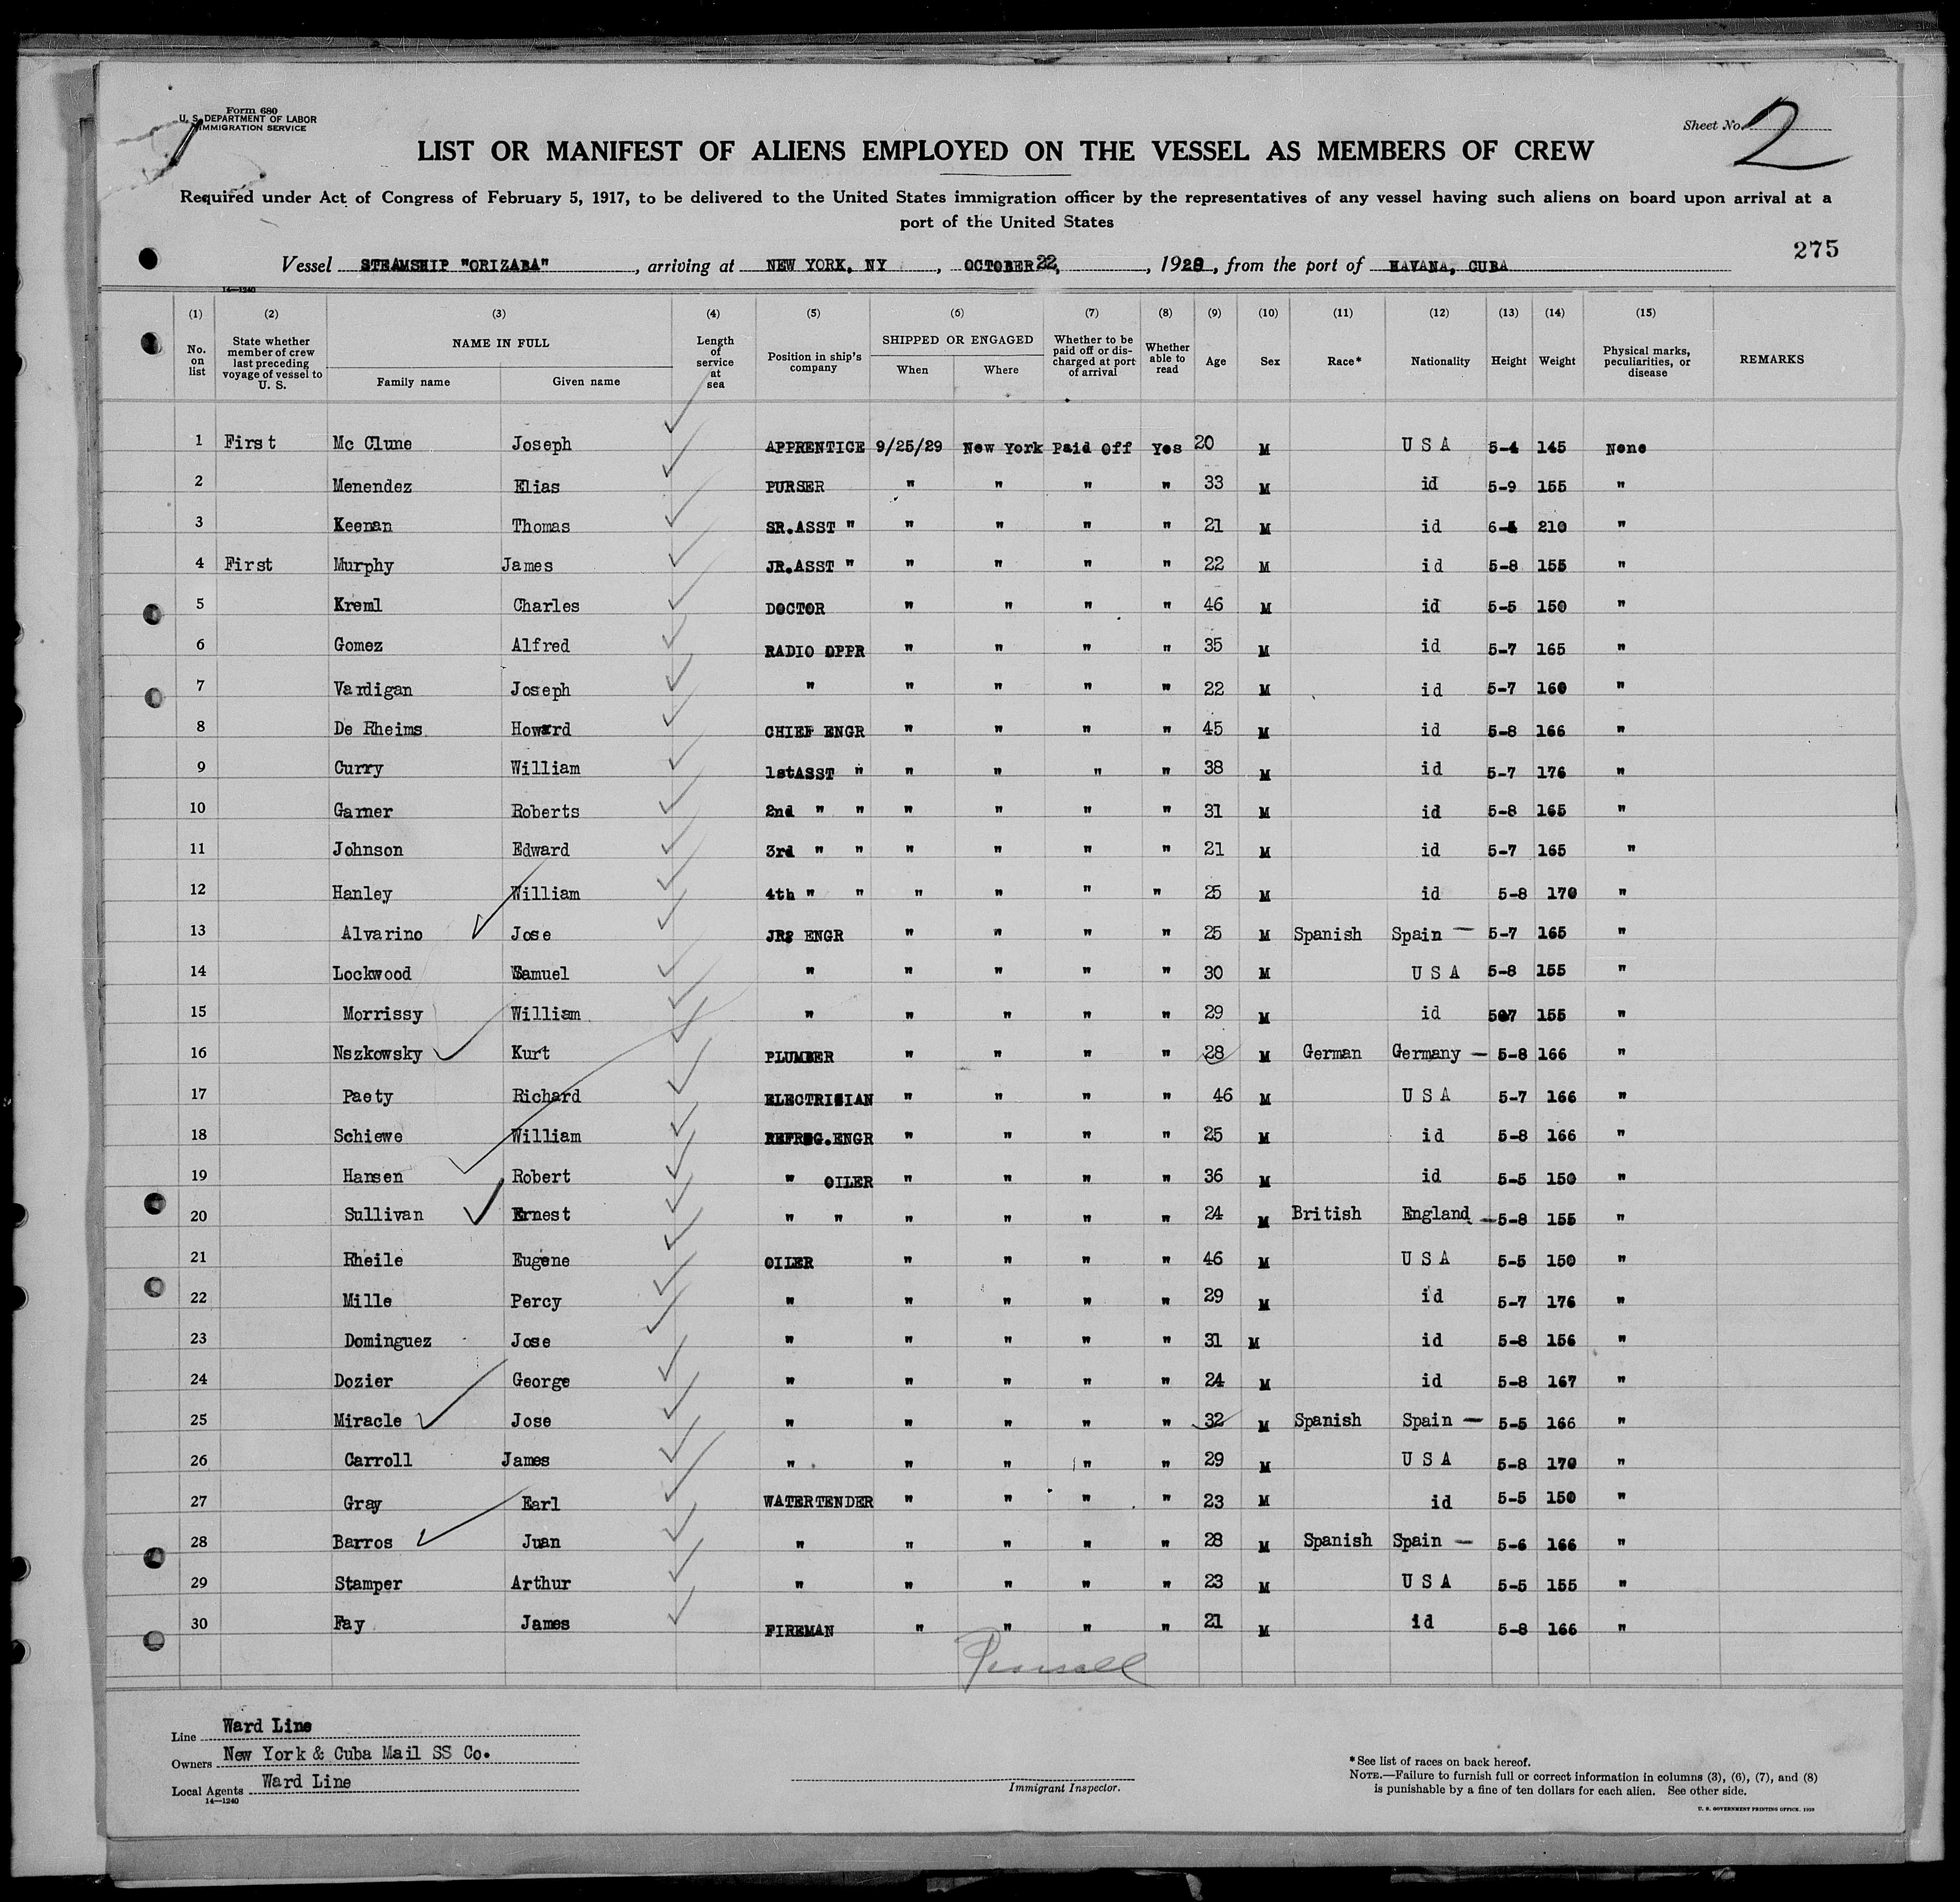 Form 680
U. S. DEPARTMENT OF LABOR
IMMIGRATION SERVICE
Sheet No. 2
LIST OR MANIFEST OF ALIENS EMPLOYED ON THE VESSEL AS MEMBERS OF CREW
Required under Act of Congress of February 5, 1917, to be delivered to the United States immigration officer by the representatives of any vessel having such aliens on board upon arrival at a
port of the United States
275
Vessel STEAMSHIP "ORIZABA", arriving at NEW YORK, NY, OCTOBER 22, 1929, from the port of HAVANA, CUBA
14—1240
(1) (2) (3) (4) (5) (6) (7) (8) (9) (10) (11) (12) (13) (14) (15)
No. on list State whether member of crew last preceding voyage of vessel to U. S. NAME IN FULL Family name Given name Length of service at sea Position in ship's company SHIPPED OR ENGAGED When Where Whether to be paid off or discharged at port of arrival Whether able to read Age Sex Race* Nationality Height Weight Physical marks, peculiarities, or disease REMARKS
1 First Mc Clune Joseph APPRENTICE 9/25/29 New York Paid Off Yes 20 M U S A 5-4 145 None
2 Menendez Elias PURSER " " " " 33 M id 5-9 155 "
3 Keenan Thomas SR.ASST " " " " " 21 M id 6-1 210 "
4 First Murphy James JR.ASST " " " " " 22 M id 5-8 155 "
5 Kreml Charles DOCTOR " " " " 46 M id 5-5 150 "
6 Gomez Alfred RADIO OPPR " " " " 35 M id 5-7 165 "
7 Vardigan Joseph " " " " " 22 M id 5-7 160 "
8 De Rheims Howard CHIEF ENGR " " " " 45 M id 5-8 166 "
9 Curry William 1stASST " " " " " 38 M id 5-7 176 "
10 Garner Roberts 2nd " " " " " " 31 M id 5-8 165 "
11 Johnson Edward 3rd " " " " " " 21 M id 5-7 165 "
12 Hanley William 4th " " " " " " 25 M id 5-8 170 "
13 Alvarino Jose JR ENGR " " " " 25 M Spanish Spain — 5-7 165 "
14 Lockwood Samuel " " " " " 30 M U S A 5-8 155 "
15 Morrissy William " " " " " 29 M id 5-7 155 "
16 Nszkowsky Kurt PLUMBER " " " " 28 M German Germany — 5-8 166 "
17 Paety Richard ELECTRISIAN " " " " 46 M U S A 5-7 166 "
18 Schiewe William REFRG.ENGR " " " " 25 M id 5-8 166 "
19 Hansen Robert " OILER " " " " 36 M id 5-5 150 "
20 Sullivan Ernest " " " " " " 24 M British England — 5-8 155 "
21 Rheile Eugene OILER " " " " 46 M U S A 5-5 150 "
22 Mille Percy " " " " " 29 M id 5-7 176 "
23 Dominguez Jose " " " " " 31 M id 5-8 156 "
24 Dozier George " " " " " 24 M id 5-8 167 "
25 Miracle Jose " " " " " 32 M Spanish Spain — 5-5 166 "
26 Carroll James " " " " " 29 M U S A 5-8 170 "
27 Gray Earl WATERTENDER " " " " 23 M id 5-5 150 "
28 Barros Juan " " " " " 28 M Spanish Spain — 5-6 166 "
29 Stamper Arthur " " " " " 23 M U S A 5-5 155 "
30 Fay James FIREMAN " " " " 21 M id 5-8 166 "
Line Ward Line
Owners New York & Cuba Mail SS Co.
Local Agents Ward Line
14—1240
Immigrant Inspector.
*See list of races on back hereof.
NOTE.—Failure to furnish full or correct information in columns (3), (6), (7), and (8)
is punishable by a fine of ten dollars for each alien. See other side.
U. S. GOVERNMENT PRINTING OFFICE. 1929